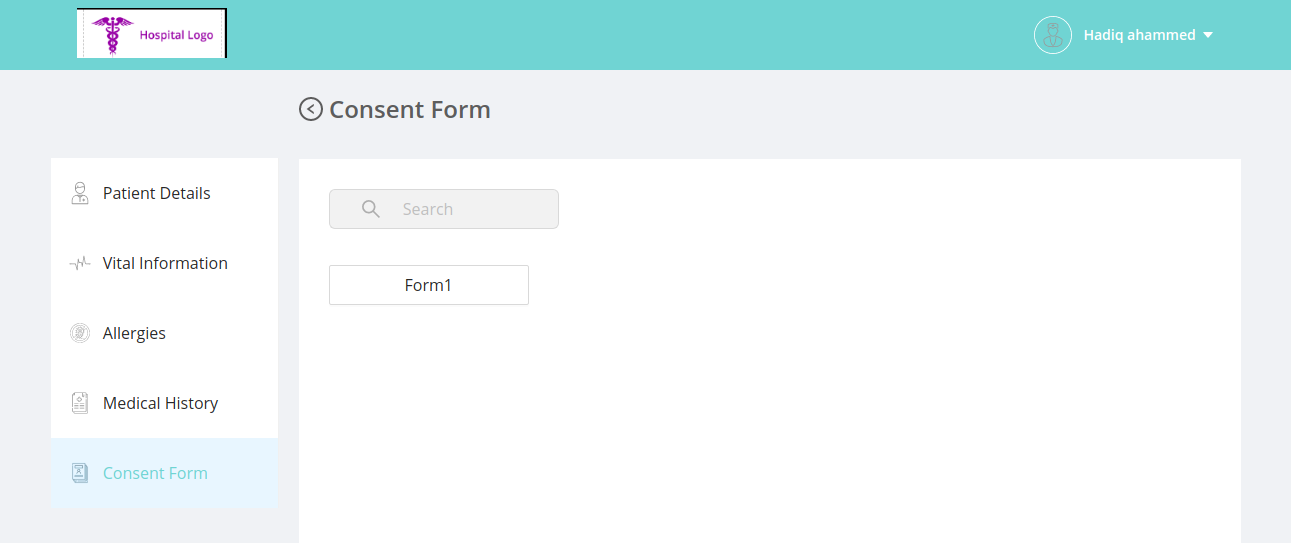 Hospital Logo
Hadiq ahammed
Consent Form
Patient Details
Vital Information
Allergies
Medical History
Consent Form
Search
Form1